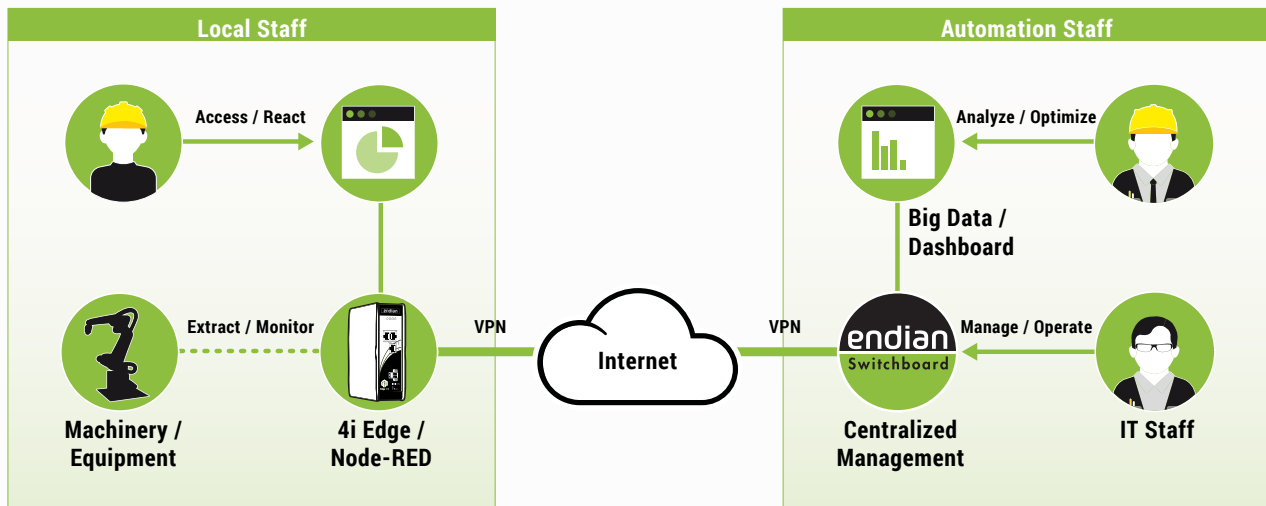 Local Staff
Automation Staff
Access / React
Analyze / Optimize
Big Data /
Dashboard
Extract / Monitor
endian
VPN
Internet
VPN
endian
Switchboard
Manage / Operate
Machinery /
Equipment
4i Edge /
Node-RED
Centralized
Management
IT Staff